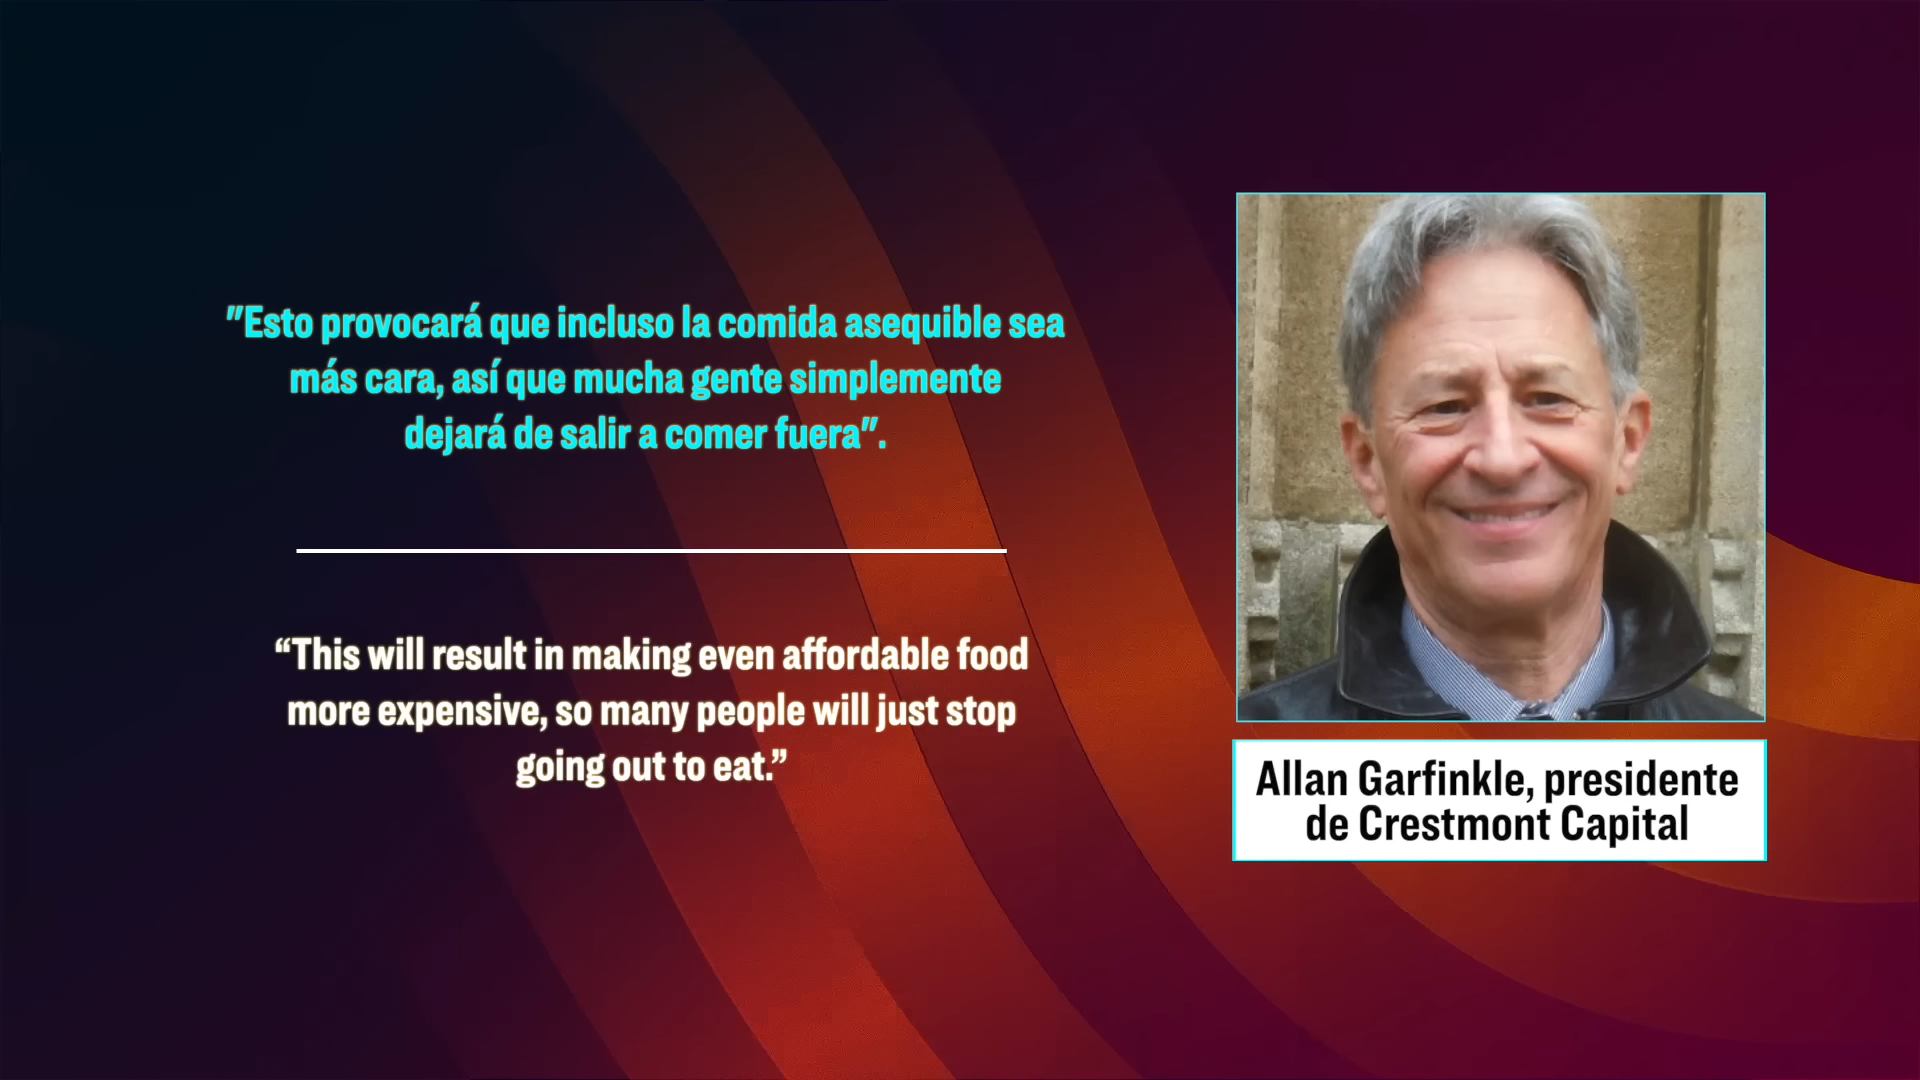 "Esto provocará que incluso la comida asequible sea
más cara, así que mucha gente simplemente
dejará de salir a comer fuera".
“This will result in making even affordable food
more expensive, so many people will just stop
going out to eat.”
Allan Garfinkle, presidente
de Crestmont Capital